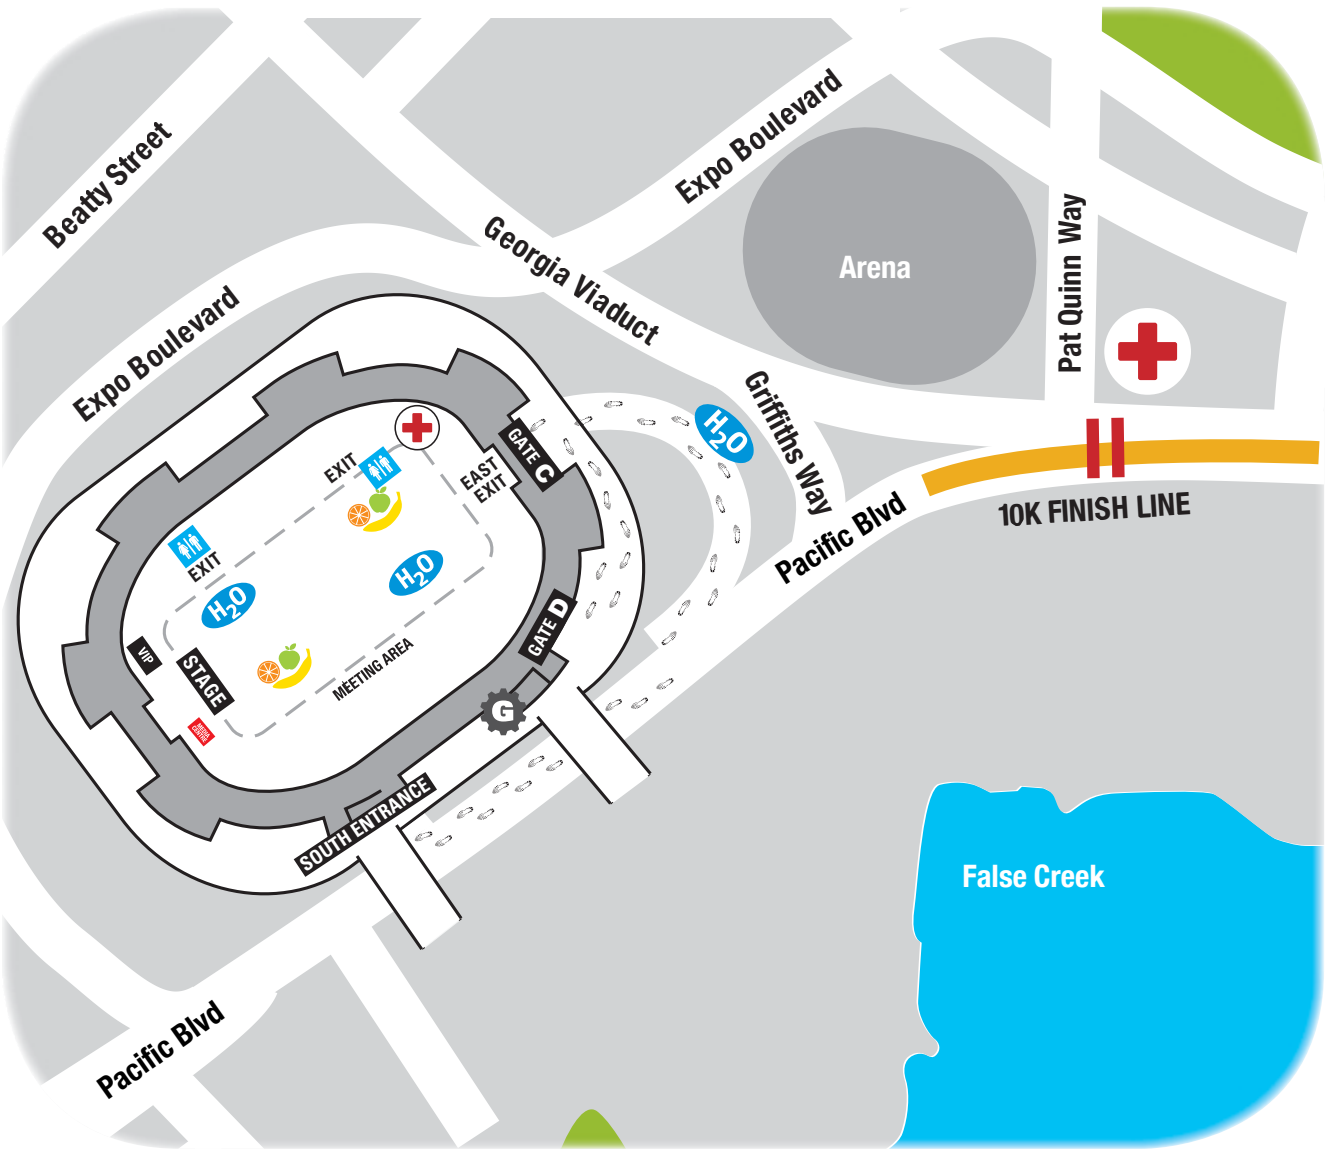 Beatty Street
Expo Boulevard
Georgia Viaduct
Arena
Pat Quinn Way
Expo Boulevard
Griffiths Way
H2O
GATE C
EXIT
EAST
EXIT
Pacific Blvd
10K FINISH LINE
EXIT
H2O
H2O
GATE D
VIP
STAGE
MEETING AREA
MEDIA
CENTRE
G
SOUTH ENTRANCE
False Creek
Pacific Blvd